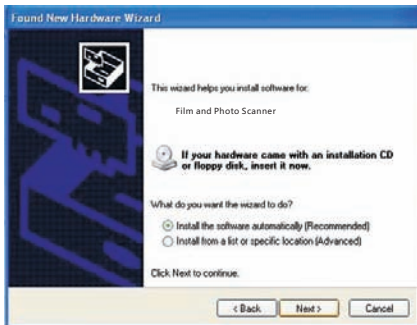 Found New Hardware Wizard
This wizard helps you install software for:
Film and Photo Scanner
If your hardware came with an installation CD
or floppy disk, insert it now.
What do you want the wizard to do?
Install the software automatically (Recommended)
Install from a list or specific location (Advanced)
Click Next to continue.
< Back
Next >
Cancel